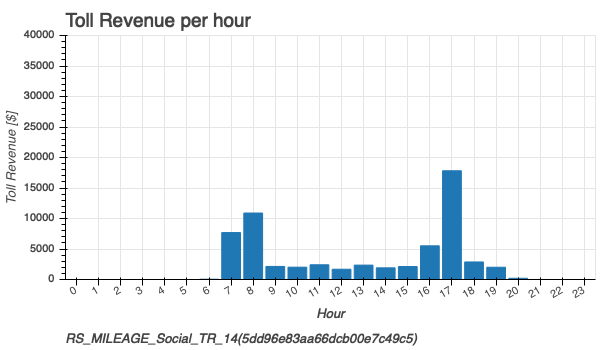 Toll Revenue per hour
40000
35000
30000
25000
20000
15000
10000
5000
0
Toll Revenue [$]
0 1 2 3 4 5 6 7 8 9 10 11 12 13 14 15 16 17 18 19 20 21 22 23
Hour
RS_MILEAGE_Social_TR_14(5dd96e83aa66dcb00e7c49c5)